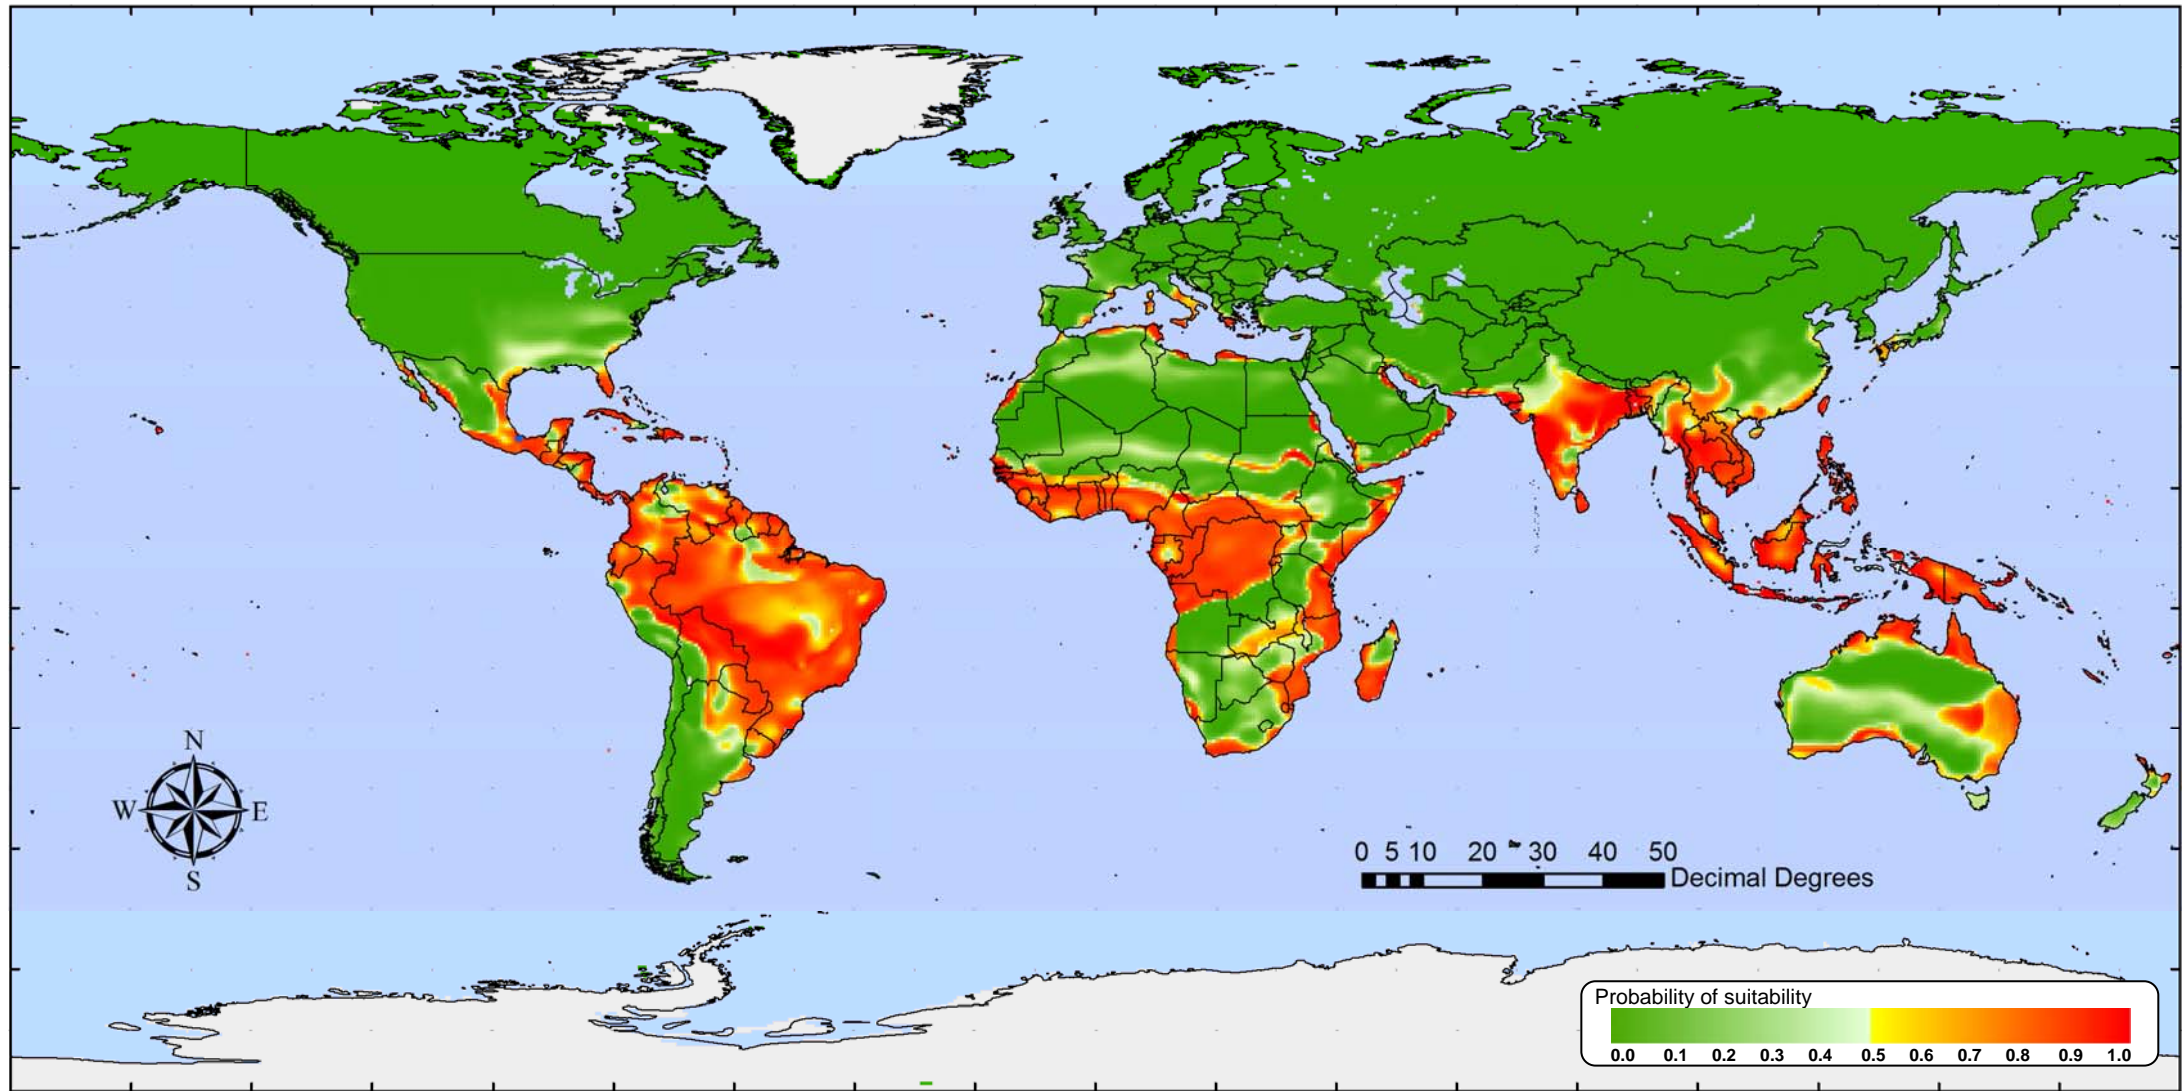 N
W E
S
0 5 10 20 30 40 50
Decimal Degrees
Probability of suitability
0.0 0.1 0.2 0.3 0.4 0.5 0.6 0.7 0.8 0.9 1.0